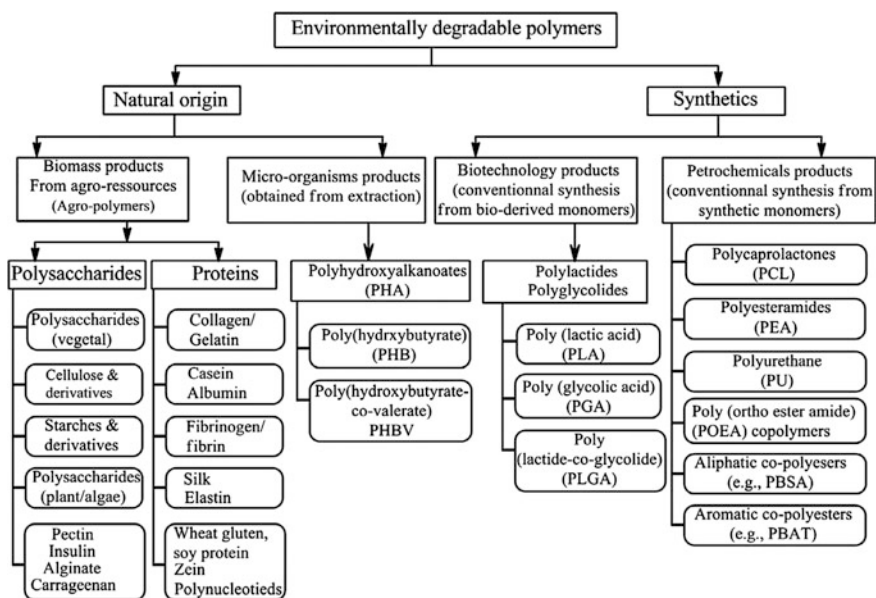 Environmentally degradable polymers
Natural origin
Synthetics
Biomass products
From agro-ressources
(Agro-polymers)
Micro-organisms products
(obtained from extraction)
Biotechnology products
(conventionnal synthesis
from bio-derived monomers)
Petrochemicals products
(conventionnal synthesis from
synthetic monomers)
Polysaccharides
Polysaccharides
(vegetal)
Cellulose &
derivatives
Starches &
derivatives
Polysaccharides
(plant/algae)
Pectin
Insulin
Alginate
Carrageenan
Proteins
Collagen/
Gelatin
Casein
Albumin
Fibrinogen/
fibrin
Silk
Elastin
Wheat gluten,
soy protein
Zein
Polynucleotieds
Polyhydroxyalkanoates
(PHA)
Poly(hydrxybutyrate)
(PHB)
Poly(hydroxybutyrate-
co-valerate)
PHBV
Polylactides
Polyglycolides
Poly (lactic acid)
(PLA)
Poly (glycolic acid)
(PGA)
Poly
(lactide-co-glycolide)
(PLGA)
Polycaprolactones
(PCL)
Polyesteramides
(PEA)
Polyurethane
(PU)
Poly (ortho ester amide)
(POEA) copolymers
Aliphatic co-polyesers
(e.g., PBSA)
Aromatic co-polyesters
(e.g., PBAT)